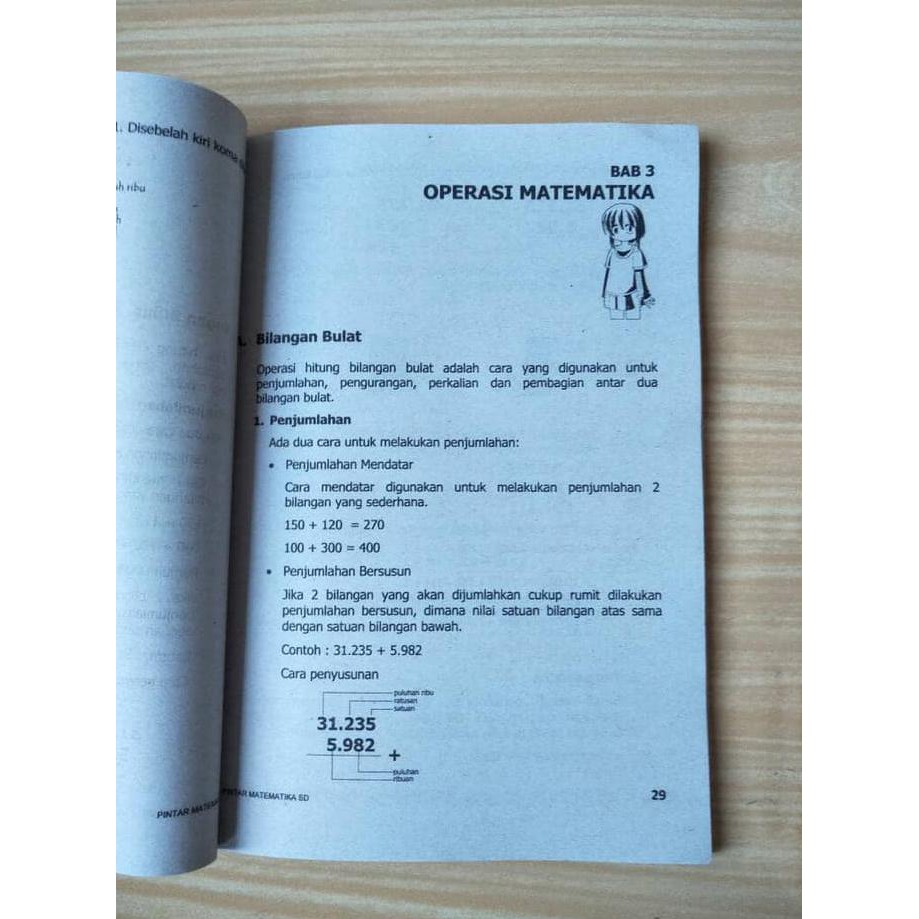 1. Disebelah kiri koma
ribu
BAB 3
OPERASI MATEMATIKA
Bilangan Bulat
Operasi hitung bilangan bulat adalah cara yang digunakan untuk
penjumlahan, pengurangan, perkalian dan pembagian antar dua
bilangan bulat.
1. Penjumlahan
Ada dua cara untuk melakukan penjumlahan:
• Penjumlahan Mendatar
Cara mendatar digunakan untuk melakukan penjumlahan 2
bilangan yang sederhana.
150 + 120 = 270
100 + 300 = 400
• Penjumlahan Bersusun
Jika 2 bilangan yang akan dijumlahkan cukup rumit dilakukan
penjumlahan bersusun, dimana nilai satuan bilangan atas sama
dengan satuan bilangan bawah.
Contoh : 31.235 + 5.982
Cara penyusunan
puluhan ribu
ratusan
satuan
31.235
5.982 +
puluhan
ribuan
PINTAR
MATEMATIKA SD
29